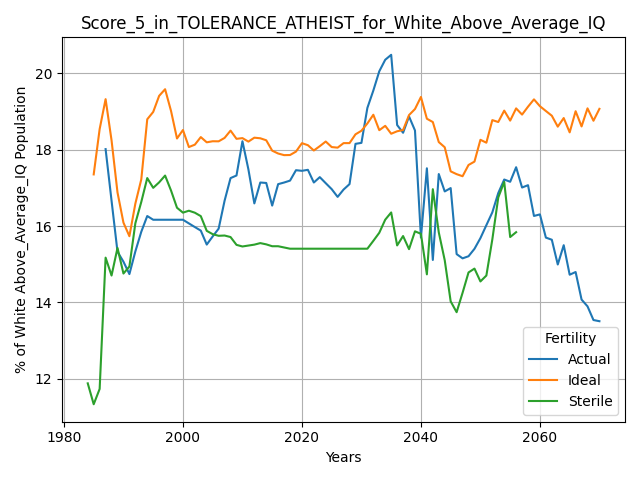 Score_5_in_TOLERANCE_ATHEIST_for_White_Above_Average_IQ
% of White Above_Average_IQ Population
20
18
16
14
12
1980
2000
2020
2040
2060
Years
Fertility
Actual
Ideal
Sterile